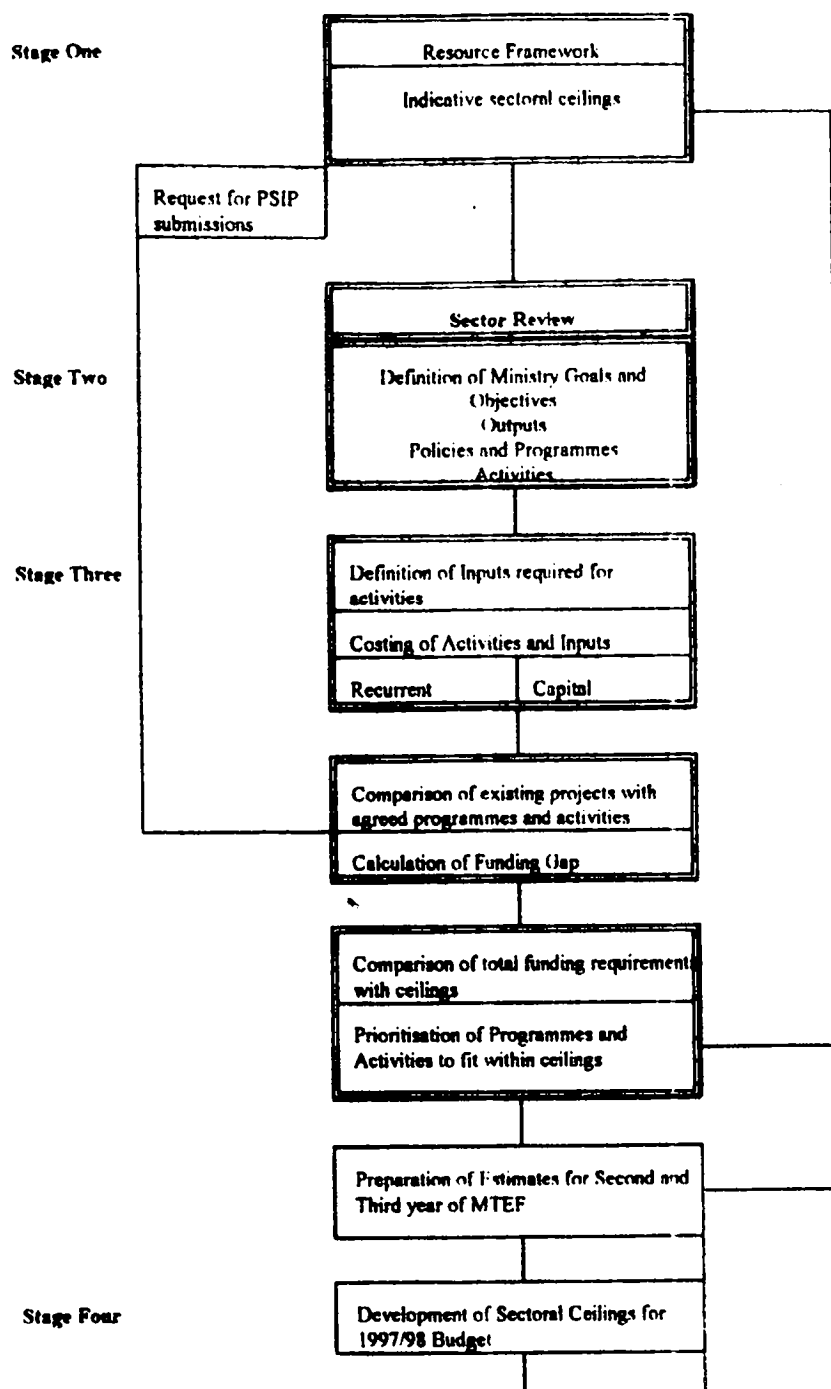 Stage One
Resource Framework
Indicative sectoral ceilings
Request for PSIP
submissions
Sector Review
Stage Two
Definition of Ministry Goals and
Objectives
Outputs
Policies and Programmes
Activities
Stage Three
Definition of Inputs required for
activities
Costing of Activities and Inputs
Recurrent
Capital
Comparison of existing projects with
agreed programmes and activities
Calculation of Funding Gap
Comparison of total funding requirements
with ceilings
Prioritisation of Programmes and
Activities to fit within ceilings
Preparation of Estimates for Second and
Third year of MTEF
Stage Four
Development of Sectoral Ceilings for
1997/98 Budget